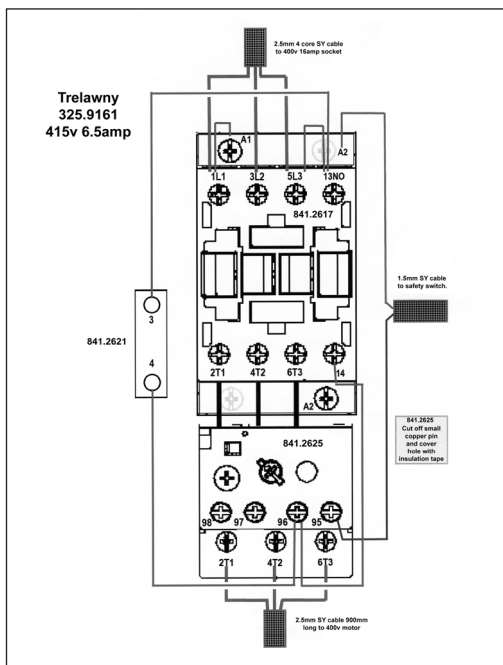 2.5mm 4 core SY cable
to 400v 16amp socket
Trelawny
325.9161
415v 6.5amp
A1
A2
1L1 3L2 5L3 13NO
841.2617
1.5mm SY cable
to safety switch.
3
841.2621
4
2T1 4T2 6T3 14
A2
841.2625
Cut off small
copper pin
and cover
hole with
insulation tape
841.2625
98 97 96 95
2T1 4T2 6T3
2.5mm SY cable 900mm
long to 400v motor